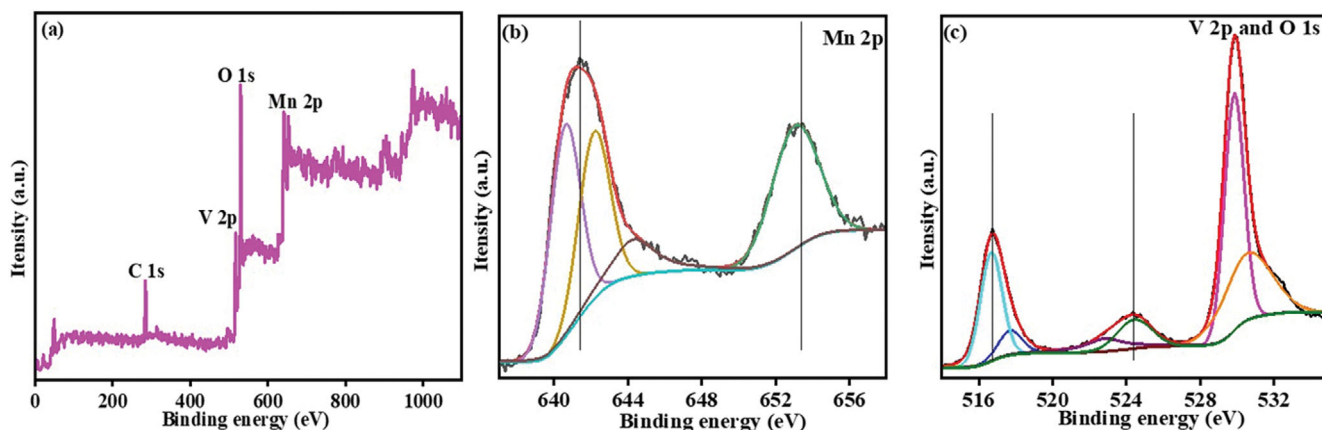 (a)
O 1s
Mn 2p
V 2p
C 1s
Itensity (a.u.)
0 200 400 600 800 1000
Binding energy (eV)
(b)
Mn 2p
Itensity (a.u.)
640 644 648 652 656
Binding energy (eV)
(c)
V 2p and O 1s
Itensity (a.u.)
516 520 524 528 532
Binding energy (eV)